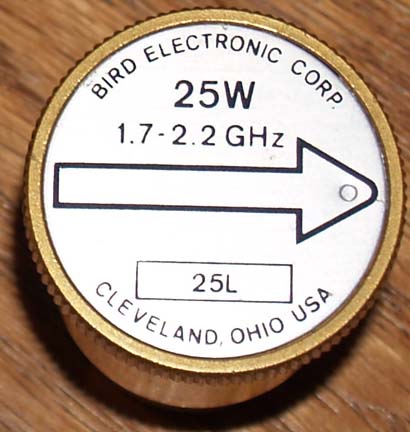 BIRD ELECTRONIC CORP.
25W
1.7-2.2 GHz
25L
CLEVELAND, OHIO USA